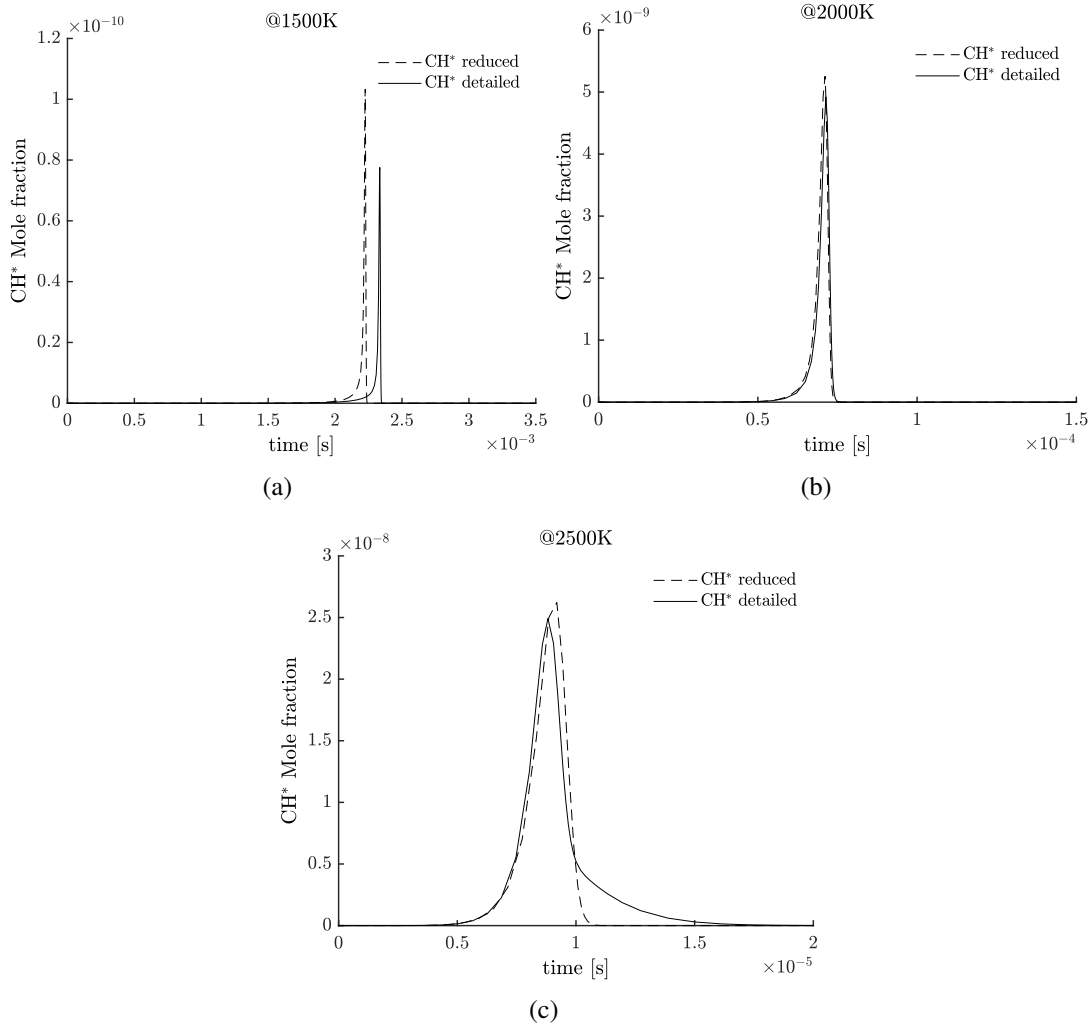 @1500K
×10⁻¹⁰
1.2
1
0.8
0.6
0.4
0.2
0
CH* Mole fraction
CH* reduced
CH* detailed
0 0.5 1 1.5 2 2.5 3 3.5
time [s]
×10⁻³
(a)
@2000K
×10⁻⁹
6
5
4
3
2
1
0
CH* Mole fraction
CH* reduced
CH* detailed
0 0.5 1 1.5
time [s]
×10⁻⁴
(b)
@2500K
×10⁻⁸
3
2.5
2
1.5
1
0.5
0
CH* Mole fraction
CH* reduced
CH* detailed
0 0.5 1 1.5 2
time [s]
×10⁻⁵
(c)